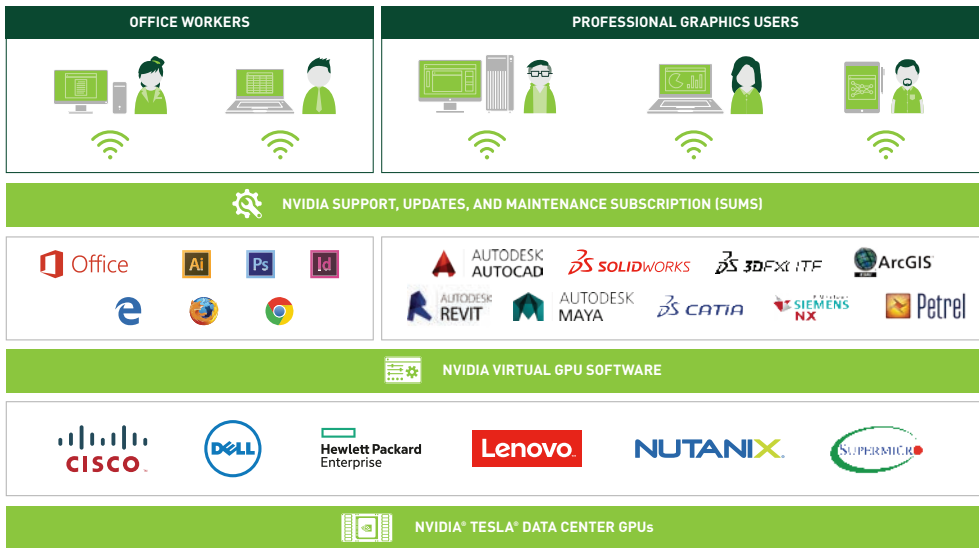 OFFICE WORKERS
PROFESSIONAL GRAPHICS USERS
NVIDIA SUPPORT, UPDATES, AND MAINTENANCE SUBSCRIPTION (SUMS)
Office
Ai
Ps
Id
AUTODESK
AUTOCAD
SOLIDWORKS
ArcGIS
AUTODESK
REVIT
AUTODESK
MAYA
CATIA
SIEMENS
NX
Petrel
NVIDIA VIRTUAL GPU SOFTWARE
CISCO
DELL
Hewlett Packard
Enterprise
Lenovo
NUTANIX
SUPERMICRO
NVIDIA® TESLA® DATA CENTER GPUs